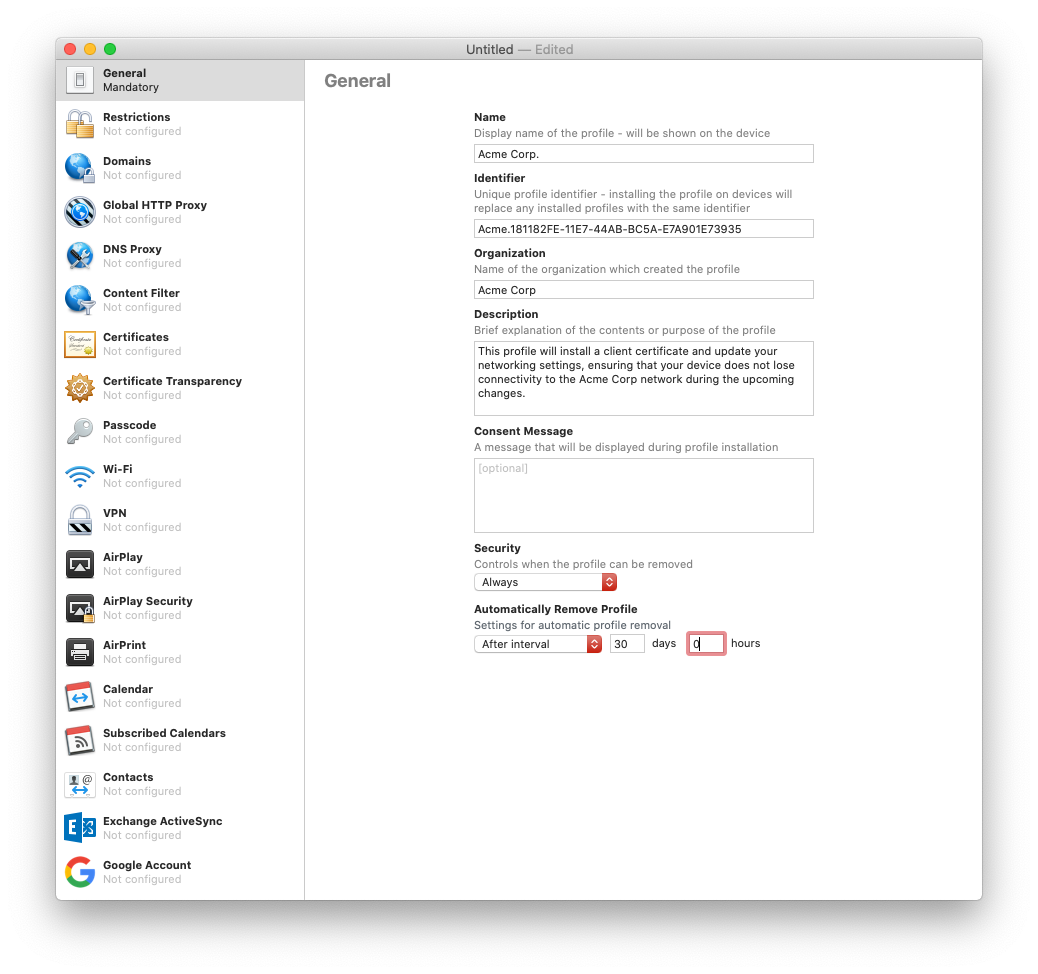 Untitled — Edited
General
Mandatory
Restrictions
Not configured
Domains
Not configured
Global HTTP Proxy
Not configured
DNS Proxy
Not configured
Content Filter
Not configured
Certificates
Not configured
Certificate Transparency
Not configured
Passcode
Not configured
Wi-Fi
Not configured
VPN
Not configured
AirPlay
Not configured
AirPlay Security
Not configured
AirPrint
Not configured
Calendar
Not configured
Subscribed Calendars
Not configured
Contacts
Not configured
Exchange ActiveSync
Not configured
Google Account
Not configured
General
Name
Display name of the profile - will be shown on the device
Acme Corp.
Identifier
Unique profile identifier - installing the profile on devices will
replace any installed profiles with the same identifier
Acme.181182FE-11E7-44AB-BC5A-E7A901E73935
Organization
Name of the organization which created the profile
Acme Corp
Description
Brief explanation of the contents or purpose of the profile
This profile will install a client certificate and update your
networking settings, ensuring that your device does not lose
connectivity to the Acme Corp network during the upcoming
changes.
Consent Message
A message that will be displayed during profile installation
[optional]
Security
Controls when the profile can be removed
Always
Automatically Remove Profile
Settings for automatic profile removal
After interval 30 days 0 hours